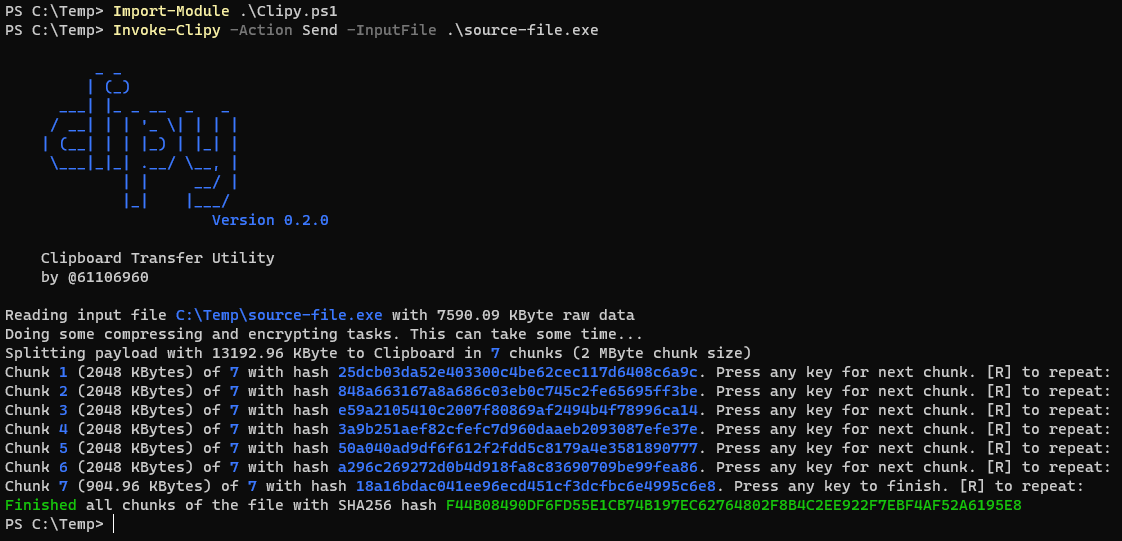 PS C:\Temp> Import-Module .\Clipy.ps1
PS C:\Temp> Invoke-Clipy -Action Send -InputFile .\source-file.exe
          _ _
         | (_)
      ___| |_ _ __  _   _
     / __| | | '_ \| | | |
    | (__| | | |_) | |_| |
     \___|_|_| .__/ \__, |
             | |     __/ |
             |_|    |___/
                       Version 0.2.0
    Clipboard Transfer Utility
    by @61106960
Reading input file C:\Temp\source-file.exe with 7590.09 KByte raw data
Doing some compressing and encrypting tasks. This can take some time...
Splitting payload with 13192.96 KByte to Clipboard in 7 chunks (2 MByte chunk size)
Chunk 1 (2048 KBytes) of 7 with hash 25dcb03da52e403300c4be62cec117d6408c6a9c. Press any key for next chunk. [R] to repeat:
Chunk 2 (2048 KBytes) of 7 with hash 848a663167a8a686c03eb0c745c2fe65695ff3be. Press any key for next chunk. [R] to repeat:
Chunk 3 (2048 KBytes) of 7 with hash e59a2105410c2007f80869af2494b4f78996ca14. Press any key for next chunk. [R] to repeat:
Chunk 4 (2048 KBytes) of 7 with hash 3a9b251aef82cfefc7d960daaeb2093087efe37e. Press any key for next chunk. [R] to repeat:
Chunk 5 (2048 KBytes) of 7 with hash 50a040ad9df6f612f2fdd5c8179a4e3581890777. Press any key for next chunk. [R] to repeat:
Chunk 6 (2048 KBytes) of 7 with hash a296c269272d0b4d918fa8c83690709be99fea86. Press any key for next chunk. [R] to repeat:
Chunk 7 (904.96 KBytes) of 7 with hash 18a16bdac041ee96ecd451cf3dcfbc6e4995c6e8. Press any key to finish. [R] to repeat:
Finished all chunks of the file with SHA256 hash F44B08490DF6FD55E1CB74B197EC62764802F8B4C2EE922F7EBF4AF52A6195E8
PS C:\Temp>